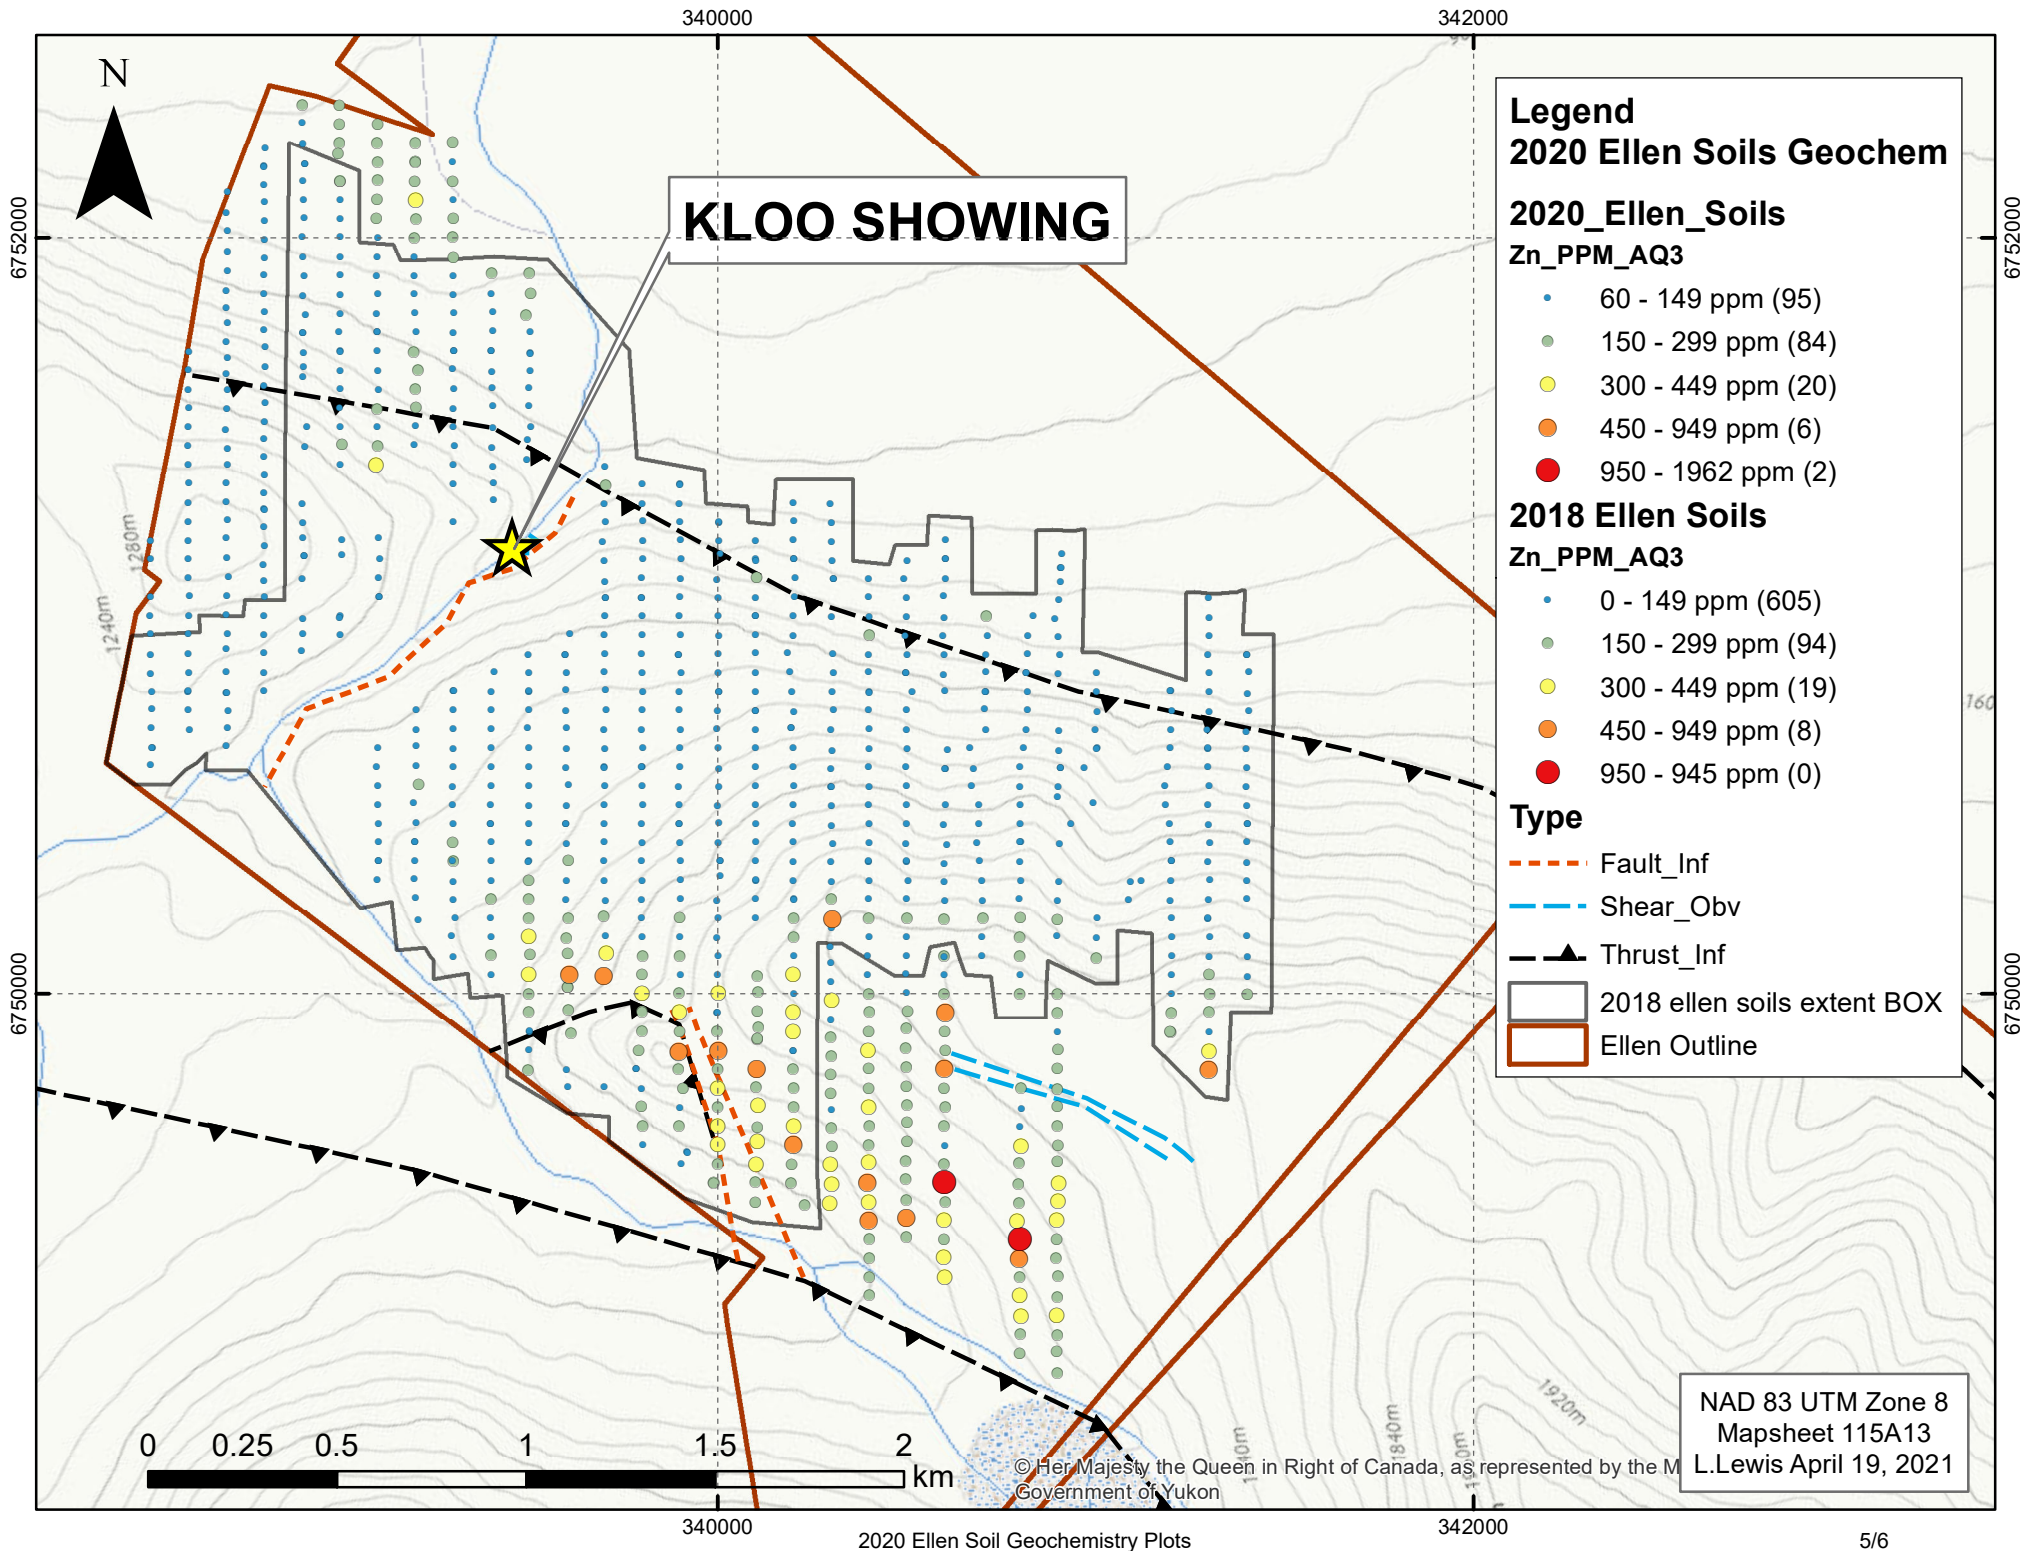 340000
342000
N
Legend
2020 Ellen Soils Geochem
2020_Ellen_Soils
Zn_PPM_AQ3
60 - 149 ppm (95)
150 - 299 ppm (84)
300 - 449 ppm (20)
450 - 949 ppm (6)
950 - 1962 ppm (2)
2018 Ellen Soils
Zn_PPM_AQ3
0 - 149 ppm (605)
150 - 299 ppm (94)
300 - 449 ppm (19)
450 - 949 ppm (8)
950 - 945 ppm (0)
Type
Fault_Inf
Shear_Obv
Thrust_Inf
2018 ellen soils extent BOX
Ellen Outline
KLOO SHOWING
6752000
6752000
1280m
1240m
160
6750000
6750000
1920m
1840m
0 0.25 0.5 1 1.5 2
km
© Her Majesty the Queen in Right of Canada, as represented by the M
Government of Yukon
NAD 83 UTM Zone 8
Mapsheet 115A13
L.Lewis April 19, 2021
340000
342000
2020 Ellen Soil Geochemistry Plots
5/6